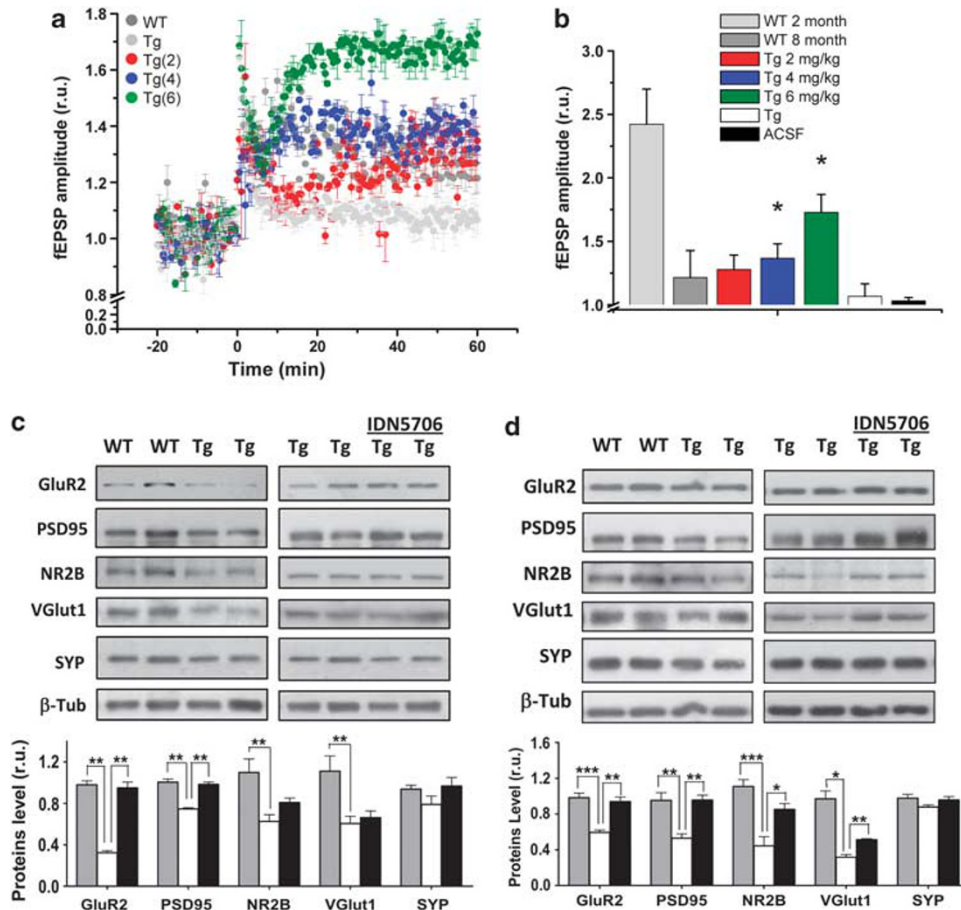 a
WT
Tg
Tg(2)
Tg(4)
Tg(6)
fEPSP amplitude (r.u.)
1.8
1.6
1.4
1.2
1.0
0.8
0.2
0.0
-20 0 20 40 60
Time (min)
b
WT 2 month
WT 8 month
Tg 2 mg/kg
Tg 4 mg/kg
Tg 6 mg/kg
Tg
ACSF
fEPSP amplitude (r.u.)
3.0
2.5
2.0
1.5
1.0
*
*
c
IDN5706
WT WT Tg Tg Tg Tg Tg Tg
GluR2
PSD95
NR2B
VGlut1
SYP
β-Tub
Proteins level (r.u.)
1.2
0.8
0.4
0.0
** ** ** ** ** **
GluR2 PSD95 NR2B VGlut1 SYP
d
IDN5706
WT WT Tg Tg Tg Tg Tg Tg
GluR2
PSD95
NR2B
VGlut1
SYP
β-Tub
Proteins Level (r.u.)
1.6
1.2
0.8
0.4
0.0
*** ** ** ** *** * * **
GluR2 PSD95 NR2B VGlut1 SYP